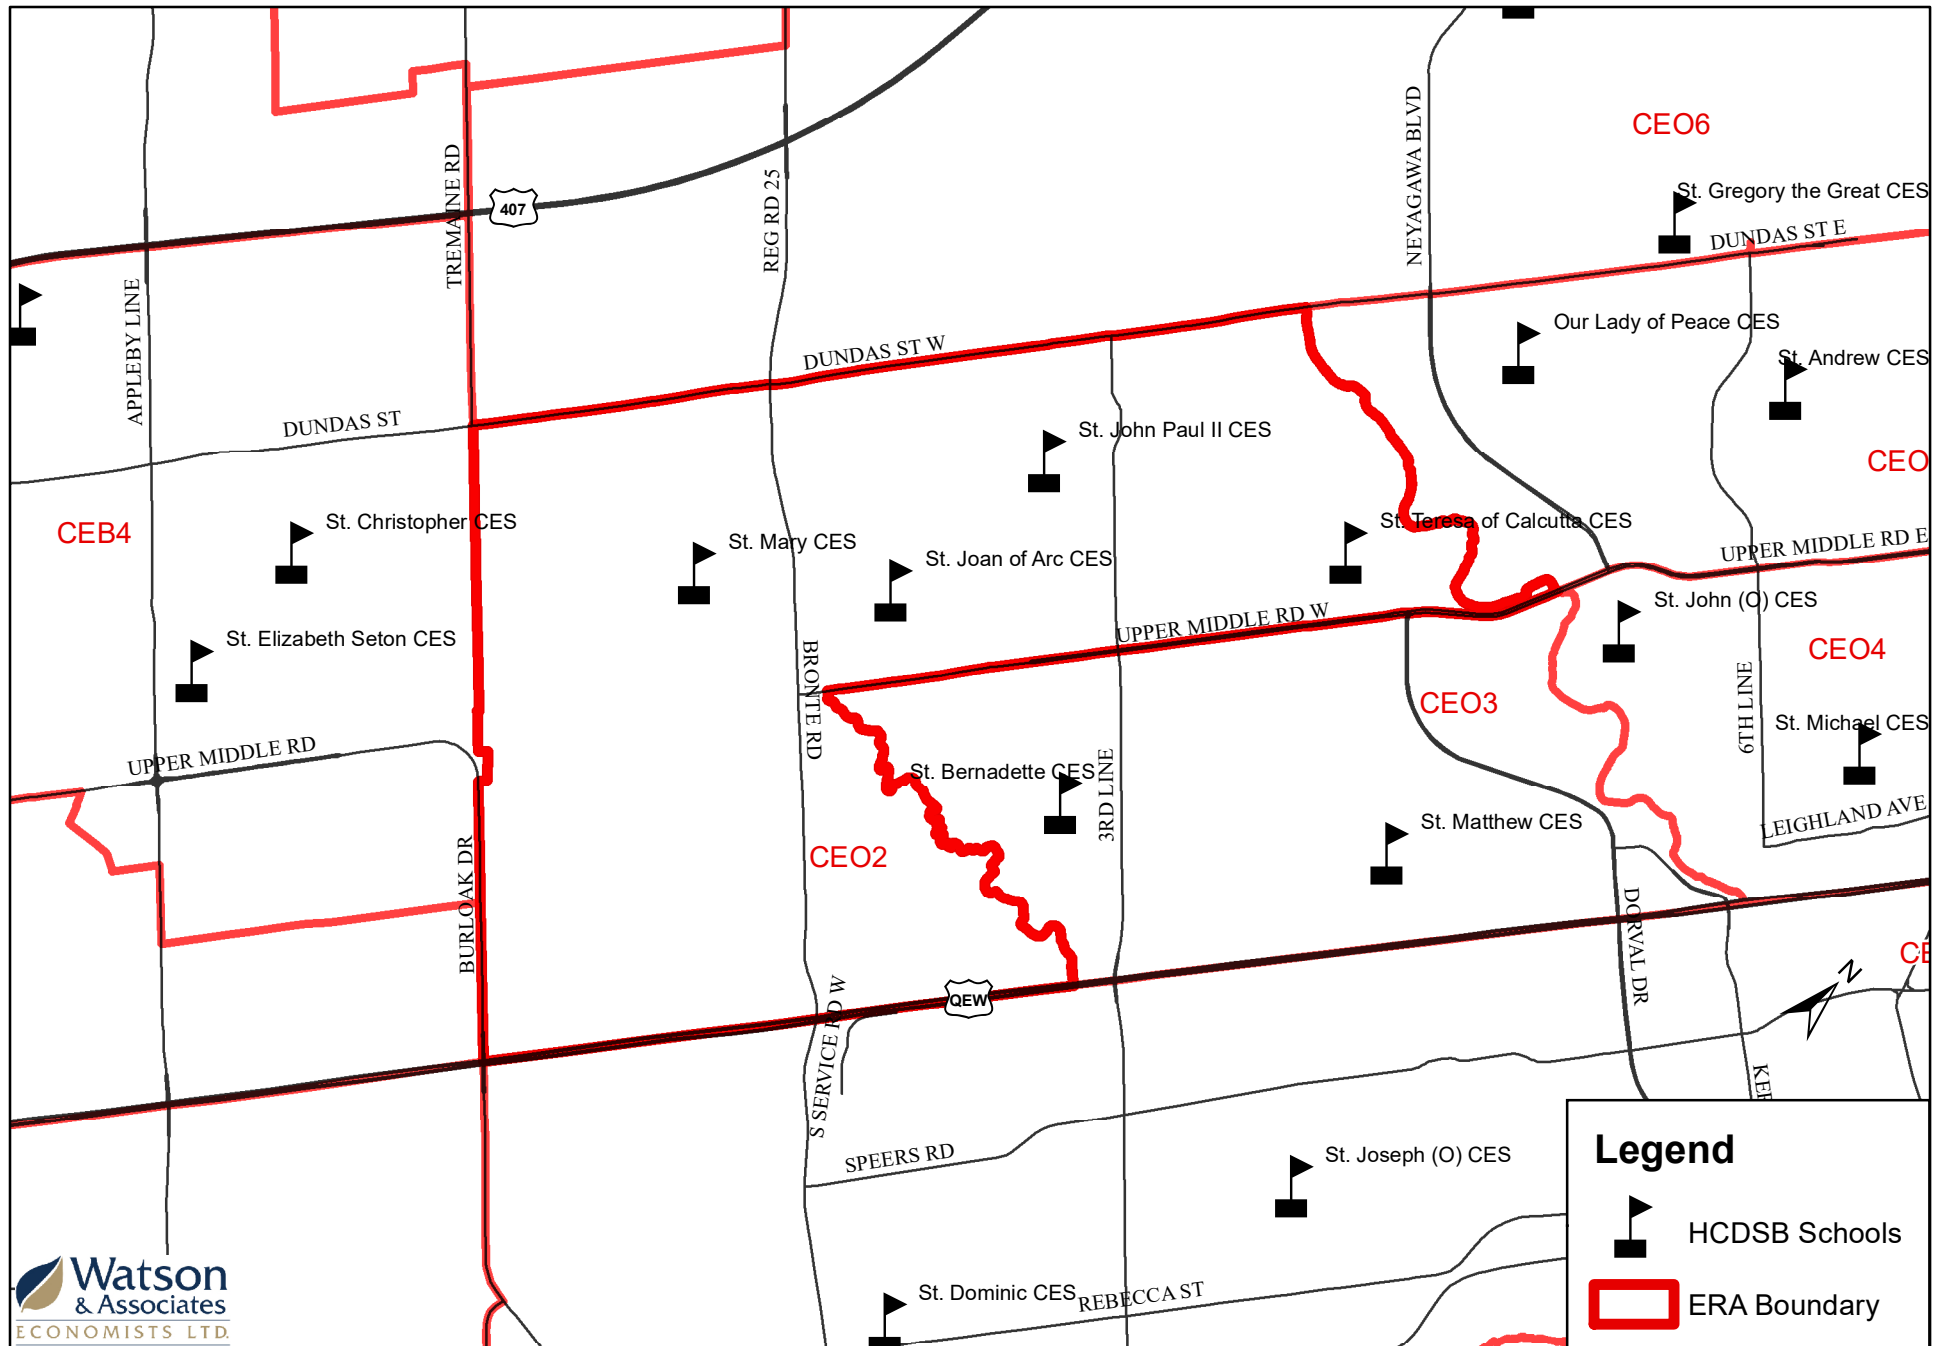 CEO6
St. Gregory the Great CES
DUNDAS ST E
NEYAGAWA BLVD
TREMAINE RD
407
REG RD 25
APPLEBY LINE
Our Lady of Peace CES
St. Andrew CES
DUNDAS ST W
DUNDAS ST
St. John Paul II CES
CEO
CEB4
St. Christopher CES
St. Mary CES
St. Joan of Arc CES
St. Teresa of Calcutta CES
UPPER MIDDLE RD E
St. John (O) CES
UPPER MIDDLE RD W
St. Elizabeth Seton CES
CEO4
BRONTE RD
CEO3
6TH LINE
St. Michael CES
UPPER MIDDLE RD
St. Bernadette CES
3RD LINE
St. Matthew CES
LEIGHLAND AVE
CEO2
BURLOAK DR
DORVAL DR
CE
N
QEW
S SERVICE RD W
KER
SPEERS RD
St. Joseph (O) CES
St. Dominic CES
REBECCA ST
Legend
HCDSB Schools
ERA Boundary
Watson
& Associates
ECONOMISTS LTD.